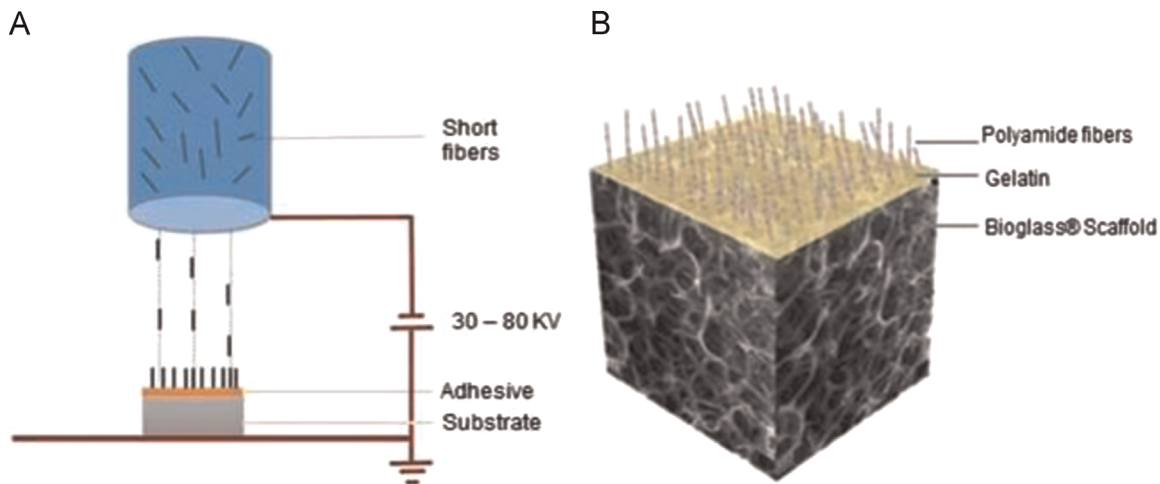 A
Short
fibers
30 – 80 KV
Adhesive
Substrate
B
Polyamide fibers
Gelatin
Bioglass® Scaffold